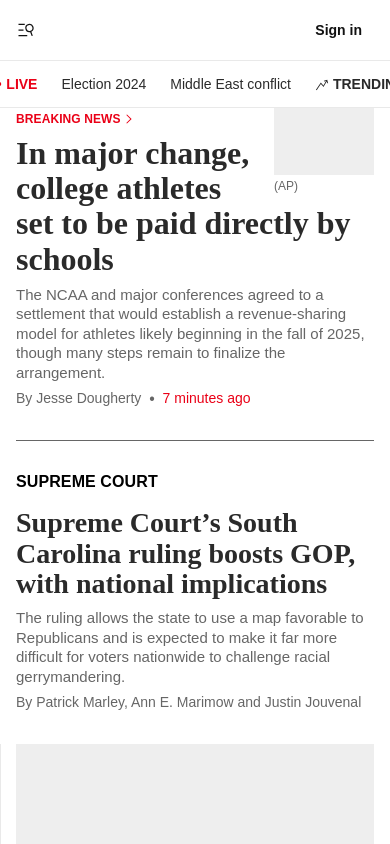 Sign in
LIVE
Election 2024
Middle East conflict
BREAKING NEWS
(AP)
In major change,
college athletes
set to be paid directly by
schools
The NCAA and major conferences agreed to a
settlement that would establish a revenue-sharing
model for athletes likely beginning in the fall of 2025,
though many steps remain to finalize the
arrangement.
By Jesse Dougherty • 7 minutes ago
SUPREME COURT
Supreme Court’s South
Carolina ruling boosts GOP,
with national implications
The ruling allows the state to use a map favorable to
Republicans and is expected to make it far more
difficult for voters nationwide to challenge racial
gerrymandering.
By Patrick Marley, Ann E. Marimow and Justin Jouvenal